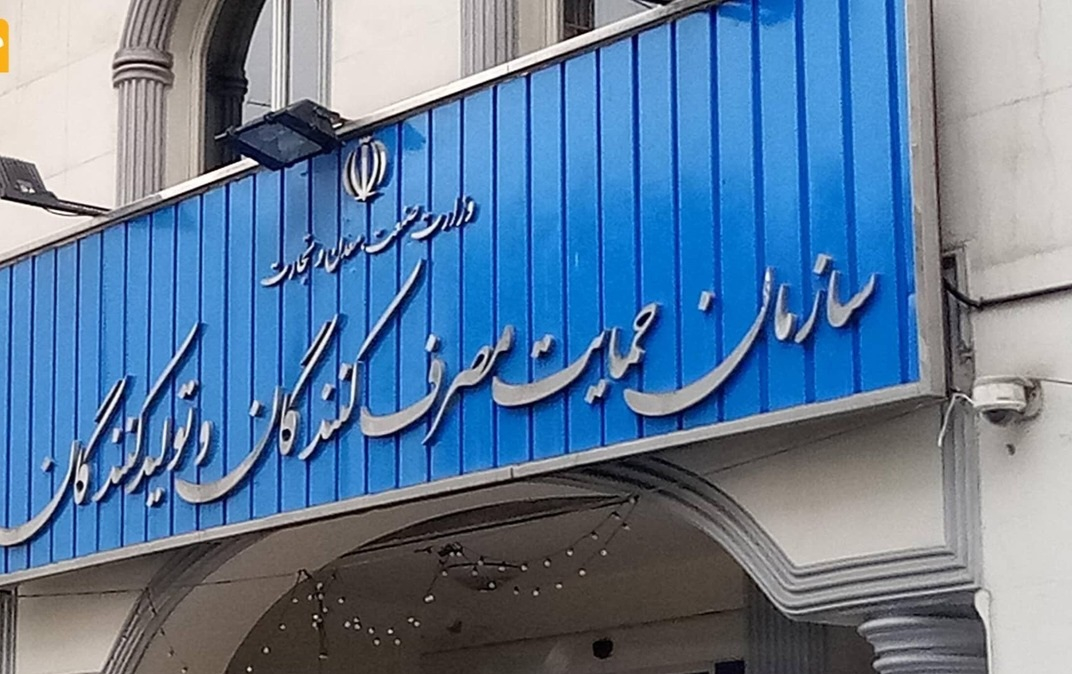 وزارت صنعت، معدن و تجارت
سازمان حمایت مصرف کنندگان و تولیدکنندگان